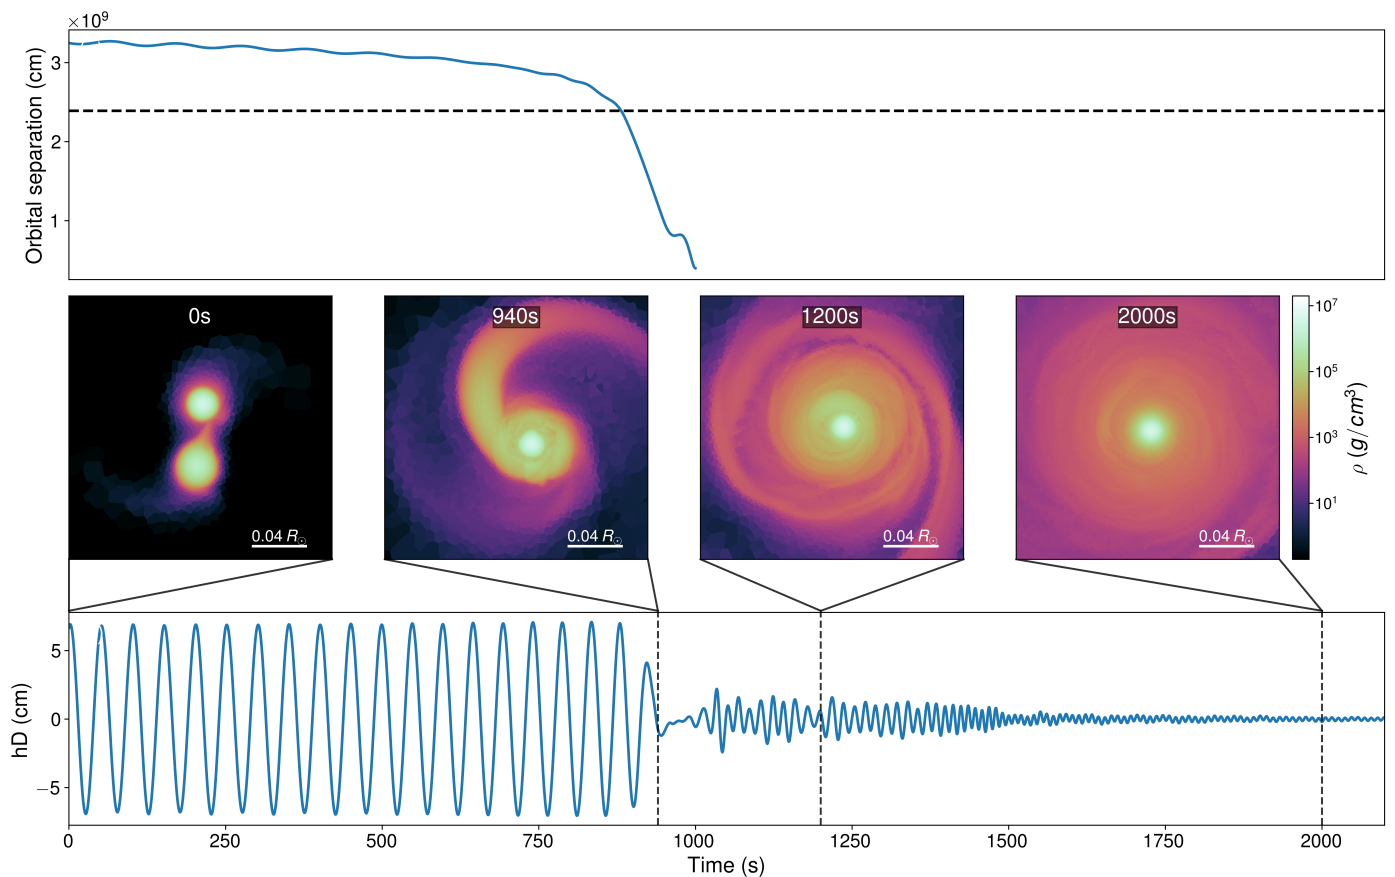 ×10⁹
3
2
1
Orbital separation (cm)
0s
940s
1200s
2000s
0.04 R☉
0.04 R☉
0.04 R☉
0.04 R☉
10⁷
10⁵
10³
10¹
ρ (g/cm³)
5
0
−5
hD (cm)
0
250
500
750
1000
1250
1500
1750
2000
Time (s)